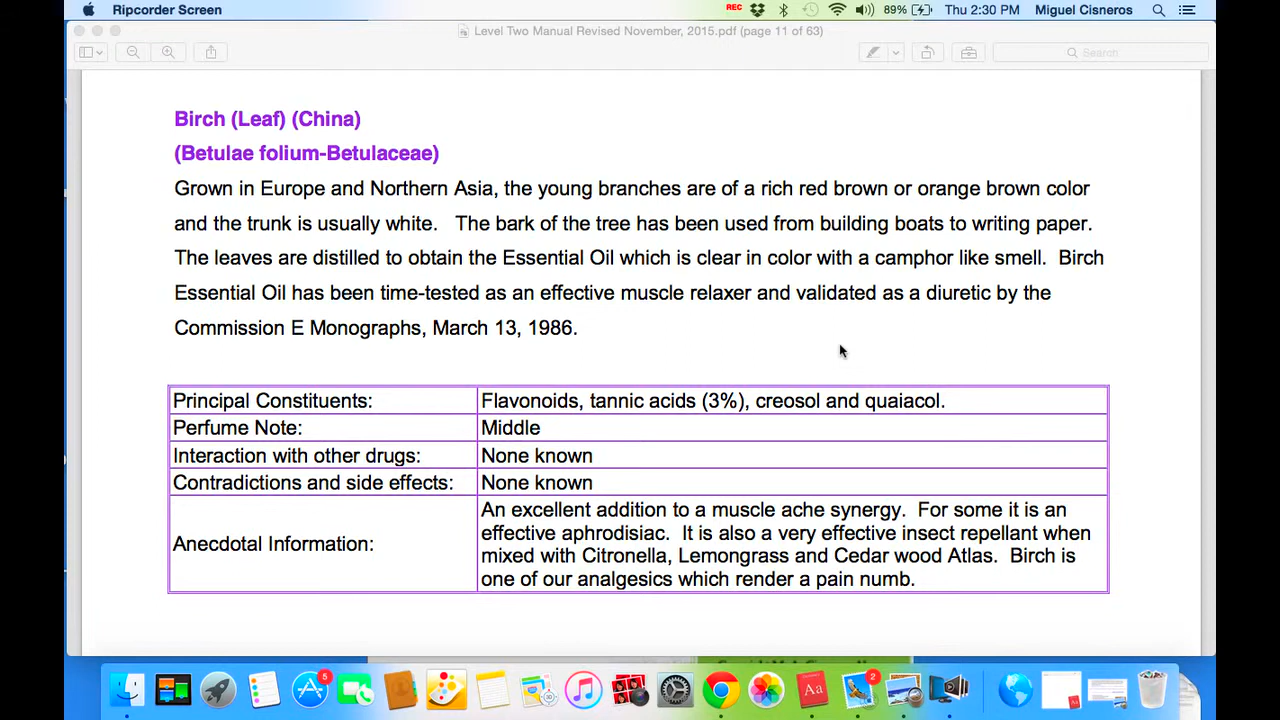 Ripcorder Screen
REC
89%
Thu 2:30 PM
Miguel Cisneros
Level Two Manual Revised November, 2015.pdf (page 11 of 63)
Search
Birch (Leaf) (China)
(Betulae folium-Betulaceae)
Grown in Europe and Northern Asia, the young branches are of a rich red brown or orange brown color
and the trunk is usually white.   The bark of the tree has been used from building boats to writing paper.
The leaves are distilled to obtain the Essential Oil which is clear in color with a camphor like smell.  Birch
Essential Oil has been time-tested as an effective muscle relaxer and validated as a diuretic by the
Commission E Monographs, March 13, 1986.
Principal Constituents: Flavonoids, tannic acids (3%), creosol and quaiacol.
Perfume Note: Middle
Interaction with other drugs: None known
Contradictions and side effects: None known
Anecdotal Information:
An excellent addition to a muscle ache synergy.  For some it is an
effective aphrodisiac.  It is also a very effective insect repellant when
mixed with Citronella, Lemongrass and Cedar wood Atlas.  Birch is
one of our analgesics which render a pain numb.
5
2
Aa